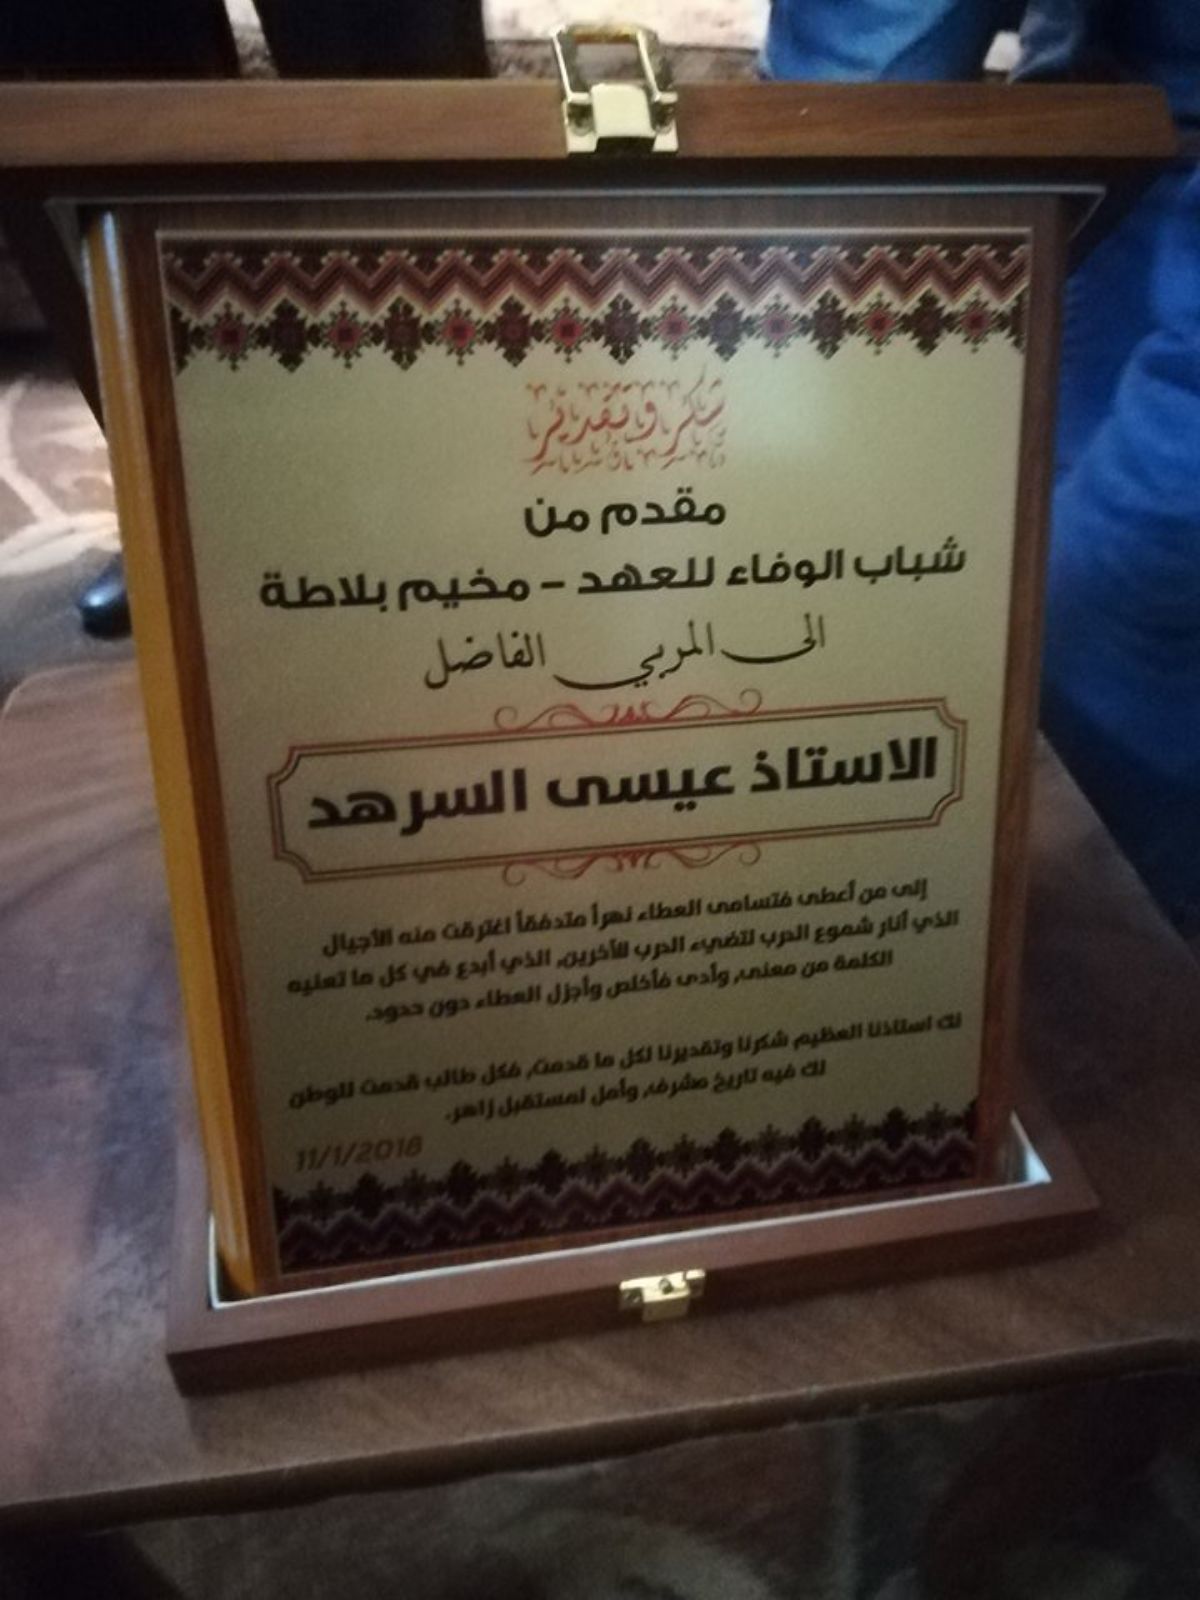 شكر وتقدير
مقدم من
شباب الوفاء للعهد – مخيم بلاطة
الى المربي الفاضل
الاستاذ عيسى السرهد
إلى من أعطى فتسامى العطاء نهراً متدفقاً اغترفت منه الأجيال
الذي أنار شموع الدرب لتضيء الدرب للأخرين, الذي أبدع في كل ما تعنيه
الكلمة من معنى, وأدى فأخلص وأجزل العطاء دون حدود.
لك استاذنا العظيم شكرنا وتقديرنا لكل ما قدمت, فكل طالب قدمت للوطن
لك فيه تاريخ مشرف, وأمل لمستقبل زاهر.
11/1/2018